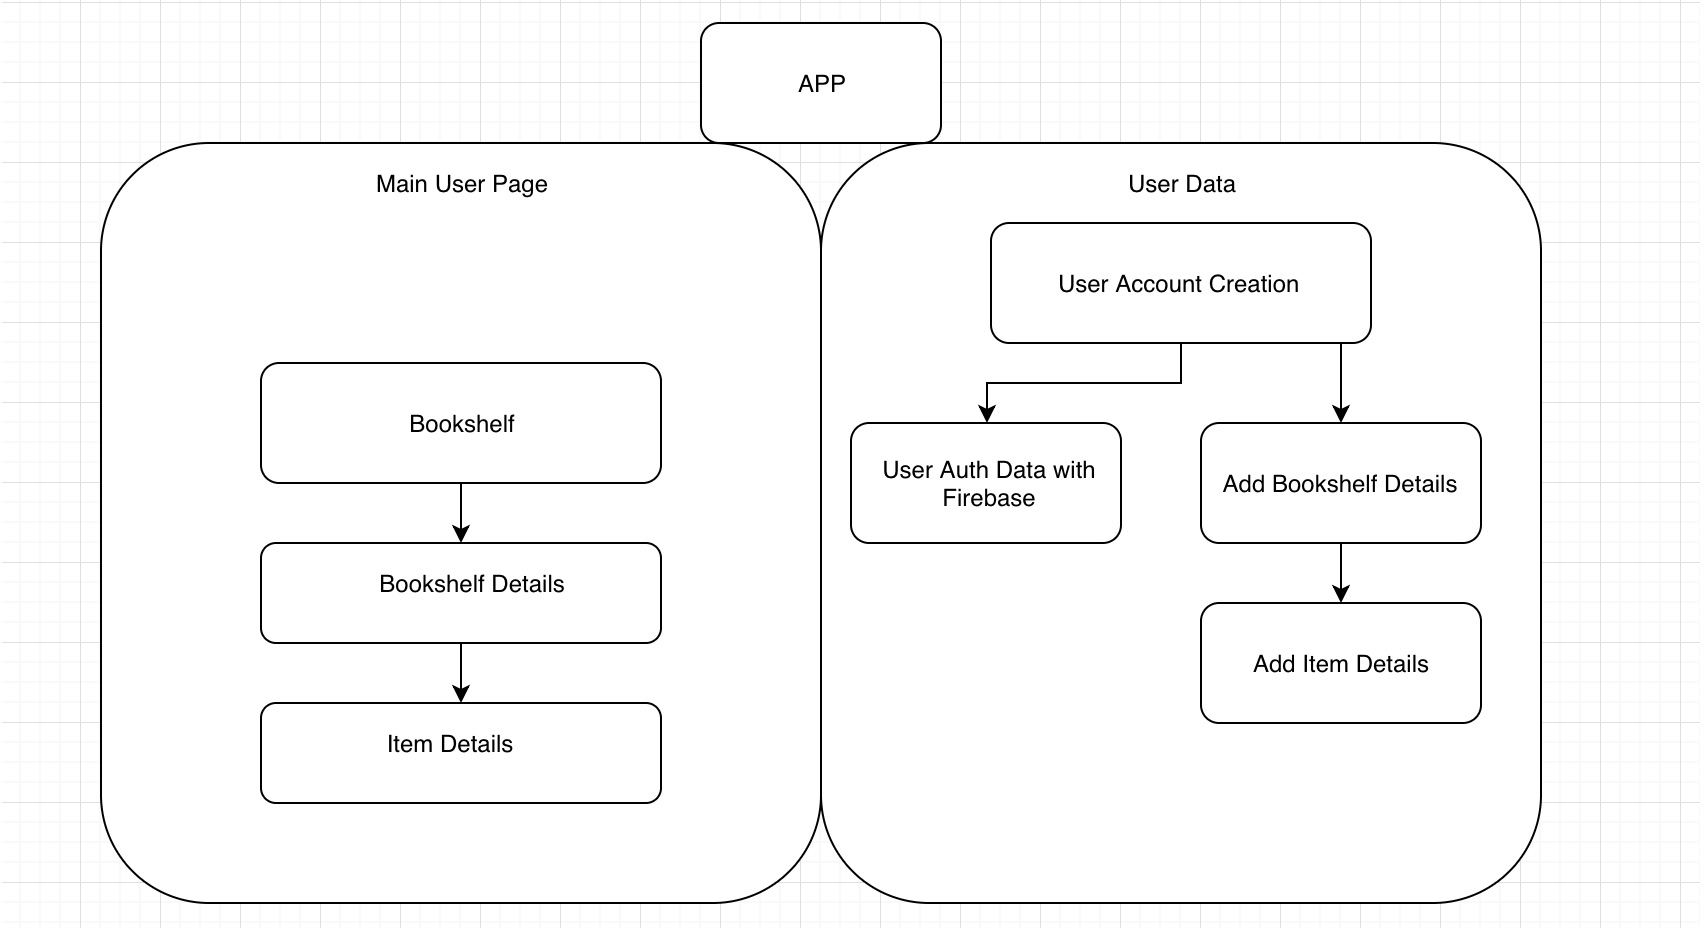 APP
Main User Page
Bookshelf
Bookshelf Details
Item Details
User Data
User Account Creation
User Auth Data with
Firebase
Add Bookshelf Details
Add Item Details